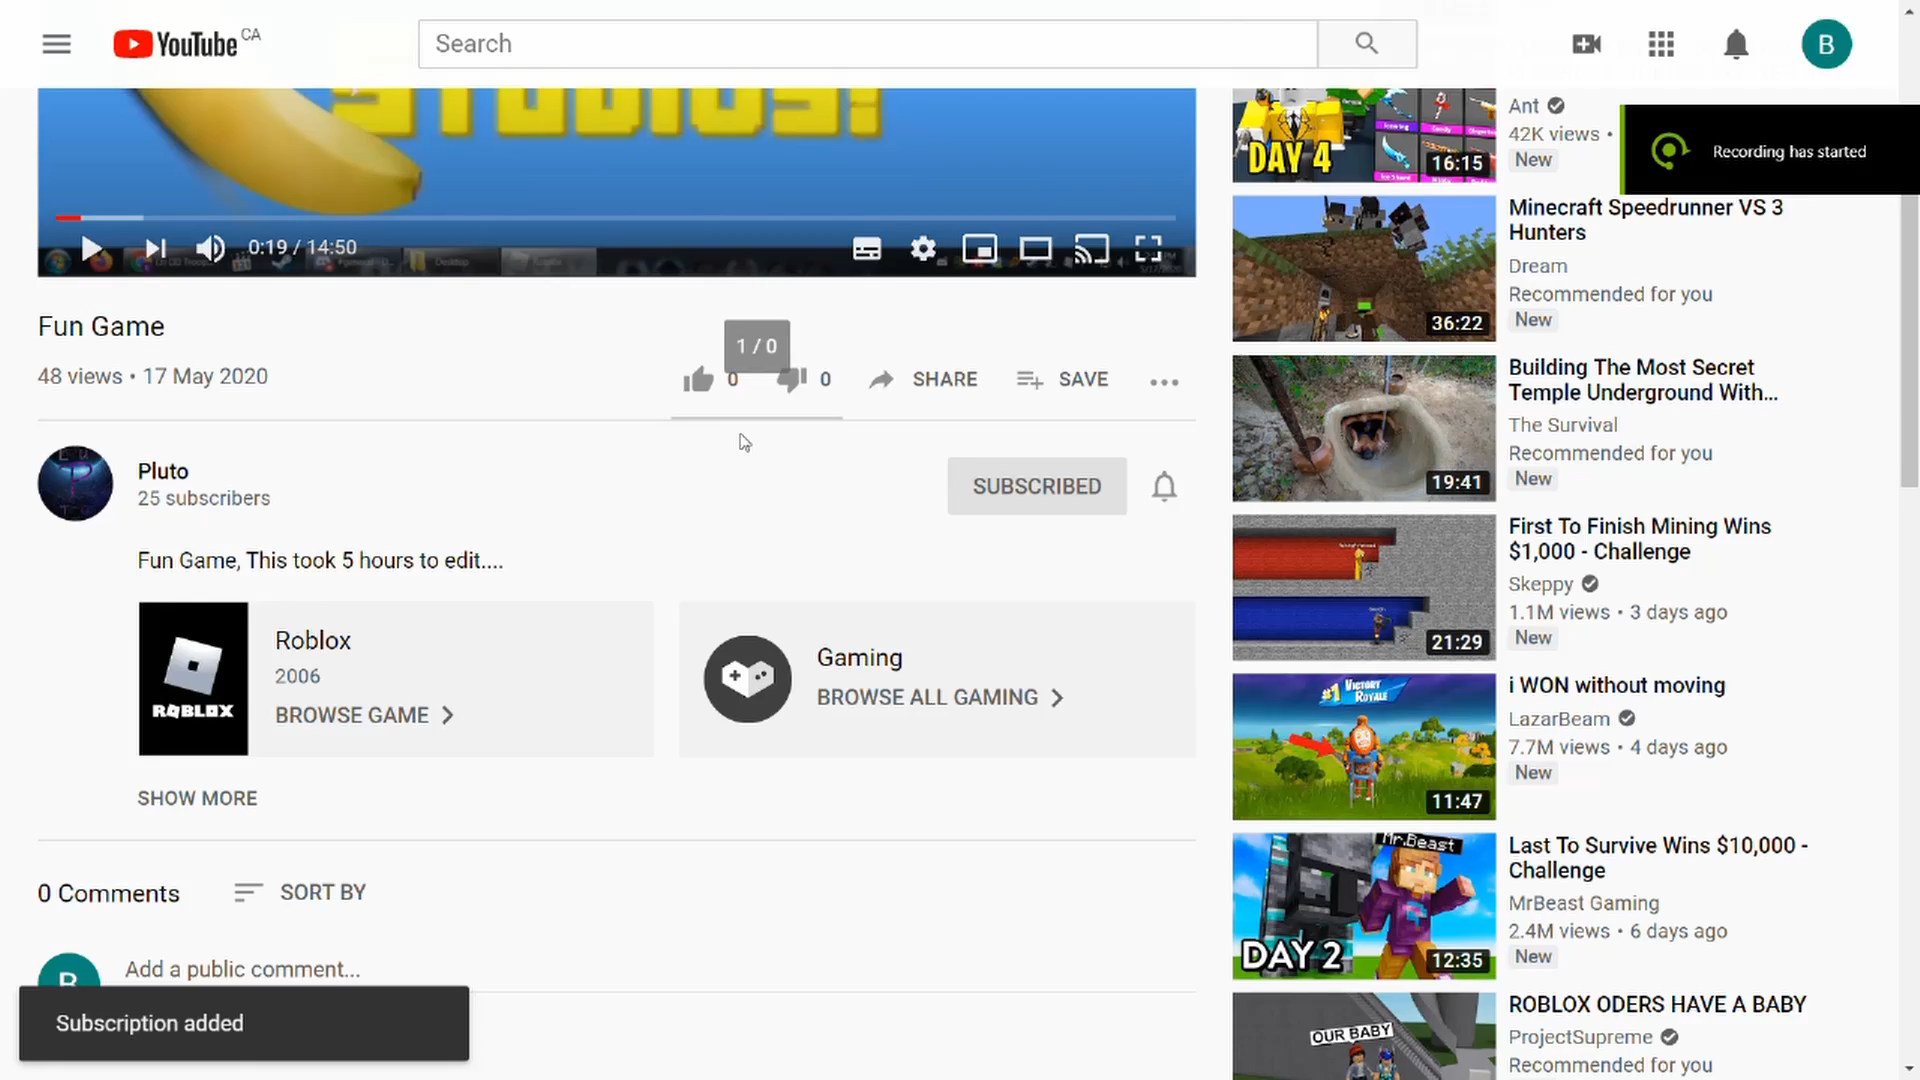 YouTube CA
Search
B
STUDIOS!
0:19 / 14:50
Fun Game
48 views • 17 May 2020
1 / 0
0
0
SHARE
SAVE
Pluto
25 subscribers
SUBSCRIBED
Fun Game, This took 5 hours to edit....
ROBLOX
Roblox
2006
BROWSE GAME
Gaming
BROWSE ALL GAMING
SHOW MORE
0 Comments
SORT BY
Add a public comment...
Subscription added
Recording has started
DAY 4
16:15
Ant
42K views •
New
36:22
Minecraft Speedrunner VS 3
Hunters
Dream
Recommended for you
New
19:41
Building The Most Secret
Temple Underground With...
The Survival
Recommended for you
New
21:29
First To Finish Mining Wins
$1,000 - Challenge
Skeppy
1.1M views • 3 days ago
New
#1 VICTORY
ROYALE
11:47
i WON without moving
LazarBeam
7.7M views • 4 days ago
New
Mr.Beast
DAY 2
12:35
Last To Survive Wins $10,000 -
Challenge
MrBeast Gaming
2.4M views • 6 days ago
New
OUR BABY
ROBLOX ODERS HAVE A BABY
ProjectSupreme
Recommended for you